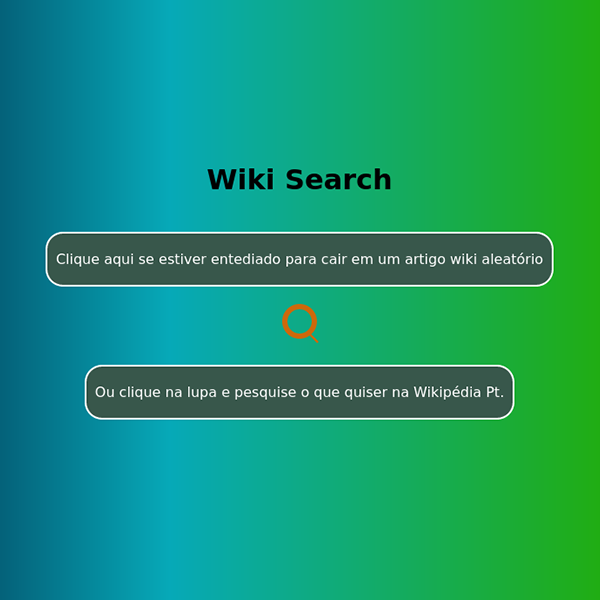 Wiki Search
Clique aqui se estiver entediado para cair em um artigo wiki aleatório
Ou clique na lupa e pesquise o que quiser na Wikipédia Pt.